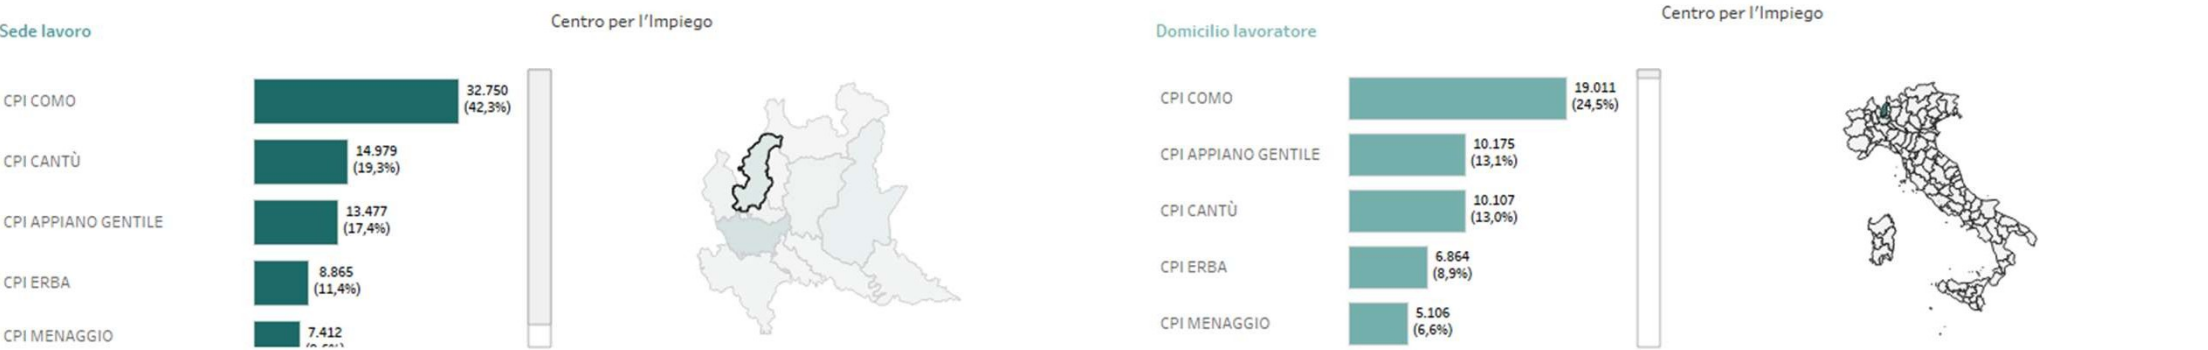 Sede lavoro
Centro per l'Impiego
CPI COMO
32.750
(42,3%)
CPI CANTÙ
14.979
(19,3%)
CPI APPIANO GENTILE
13.477
(17,4%)
CPI ERBA
8.865
(11,4%)
CPI MENAGGIO
7.412
Domicilio lavoratore
Centro per l'Impiego
CPI COMO
19.011
(24,5%)
CPI APPIANO GENTILE
10.175
(13,1%)
CPI CANTÙ
10.107
(13,0%)
CPI ERBA
6.864
(8,9%)
CPI MENAGGIO
5.106
(6,6%)